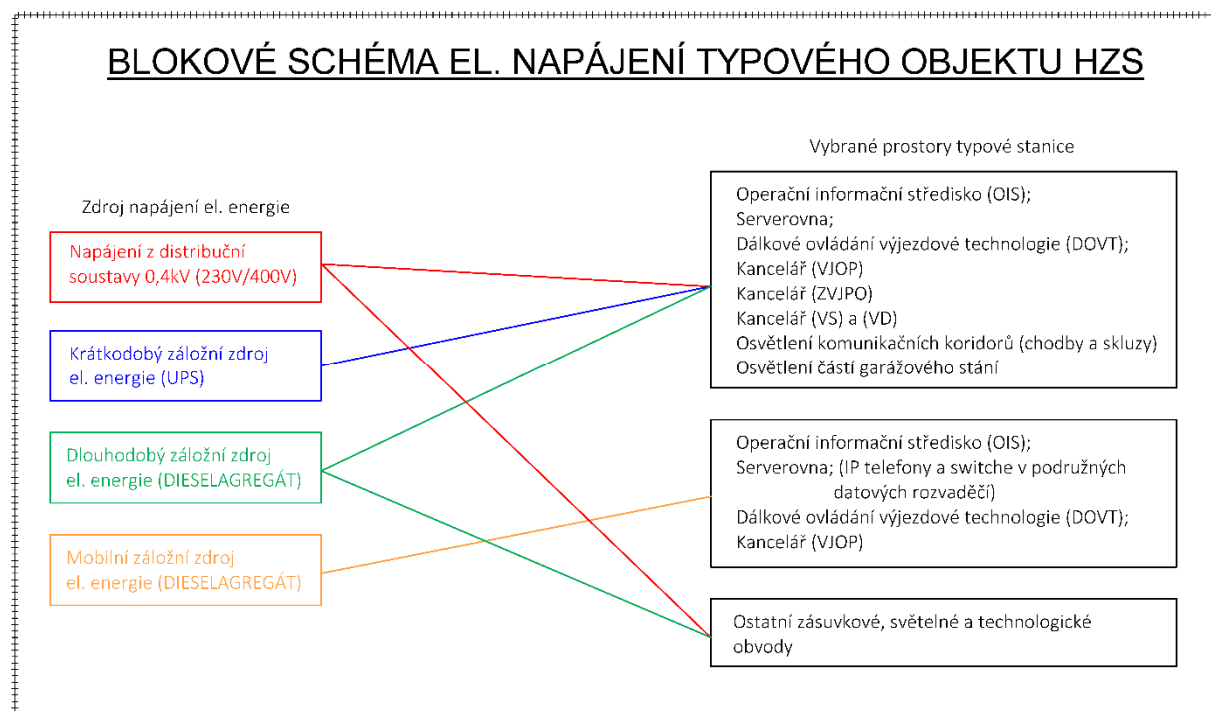 BLOKOVÉ SCHÉMA EL. NAPÁJENÍ TYPOVÉHO OBJEKTU HZS
Zdroj napájení el. energie
Napájení z distribuční
soustavy 0,4kV (230V/400V)
Krátkodobý záložní zdroj
el. energie (UPS)
Dlouhodobý záložní zdroj
el. energie (DIESELAGREGÁT)
Mobilní záložní zdroj
el. energie (DIESELAGREGÁT)
Vybrané prostory typové stanice
Operační informační středisko (OIS);
Serverovna;
Dálkové ovládání výjezdové technologie (DOVT);
Kancelář (VJOP)
Kancelář (ZVJPO)
Kancelář (VS) a (VD)
Osvětlení komunikačních koridorů (chodby a skluzy)
Osvětlení částí garážového stání
Operační informační středisko (OIS);
Serverovna; (IP telefony a switche v podružných
datových rozvaděčí)
Dálkové ovládání výjezdové technologie (DOVT);
Kancelář (VJOP)
Ostatní zásuvkové, světelné a technologické
obvody